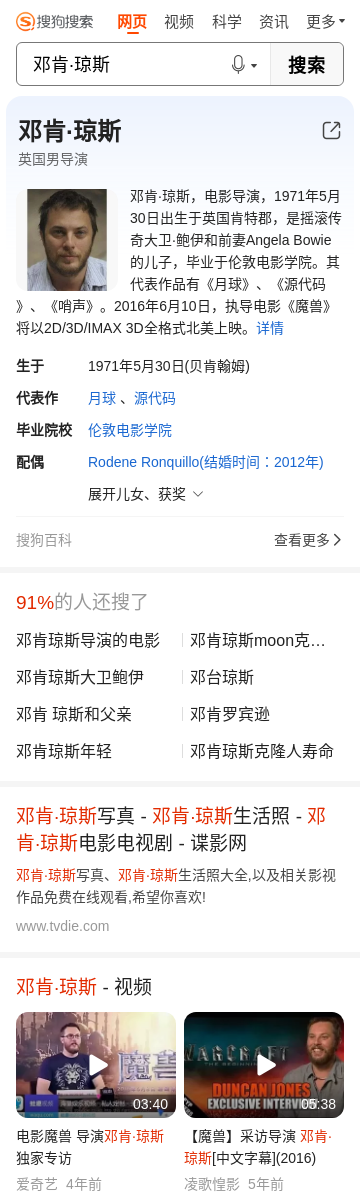 搜狗搜索 网页 视频 科学 资讯 更多
邓肯·琼斯 搜索
邓肯·琼斯
英国男导演
邓肯·琼斯，电影导演，1971年5月
30日出生于英国肯特郡，是摇滚传
奇大卫·鲍伊和前妻Angela Bowie
的儿子，毕业于伦敦电影学院。其
代表作品有《月球》、《源代码
》、《哨声》。2016年6月10日，执导电影《魔兽》
将以2D/3D/IMAX 3D全格式北美上映。详情
生于 1971年5月30日(贝肯翰姆)
代表作 月球 、源代码
毕业院校 伦敦电影学院
配偶 Rodene Ronquillo(结婚时间：2012年)
展开儿女、获奖
搜狗百科 查看更多
91%的人还搜了
邓肯琼斯导演的电影 邓肯琼斯moon克…
邓肯琼斯大卫鲍伊 邓台琼斯
邓肯 琼斯和父亲 邓肯罗宾逊
邓肯琼斯年轻 邓肯琼斯克隆人寿命
邓肯·琼斯写真 - 邓肯·琼斯生活照 - 邓
肯·琼斯电影电视剧 - 谍影网
邓肯·琼斯写真、邓肯·琼斯生活照大全,以及相关影视
作品免费在线观看,希望你喜欢!
www.tvdie.com
邓肯·琼斯 - 视频
魔兽
03:40
WARCRAFT
THE BEGINNING
DUNCAN JONES
EXCLUSIVE INTERVIEW
05:38
电影魔兽 导演邓肯·琼斯
独家专访
爱奇艺 4年前
【魔兽】采访导演 邓肯·
琼斯[中文字幕](2016)
凌歌惶影 5年前